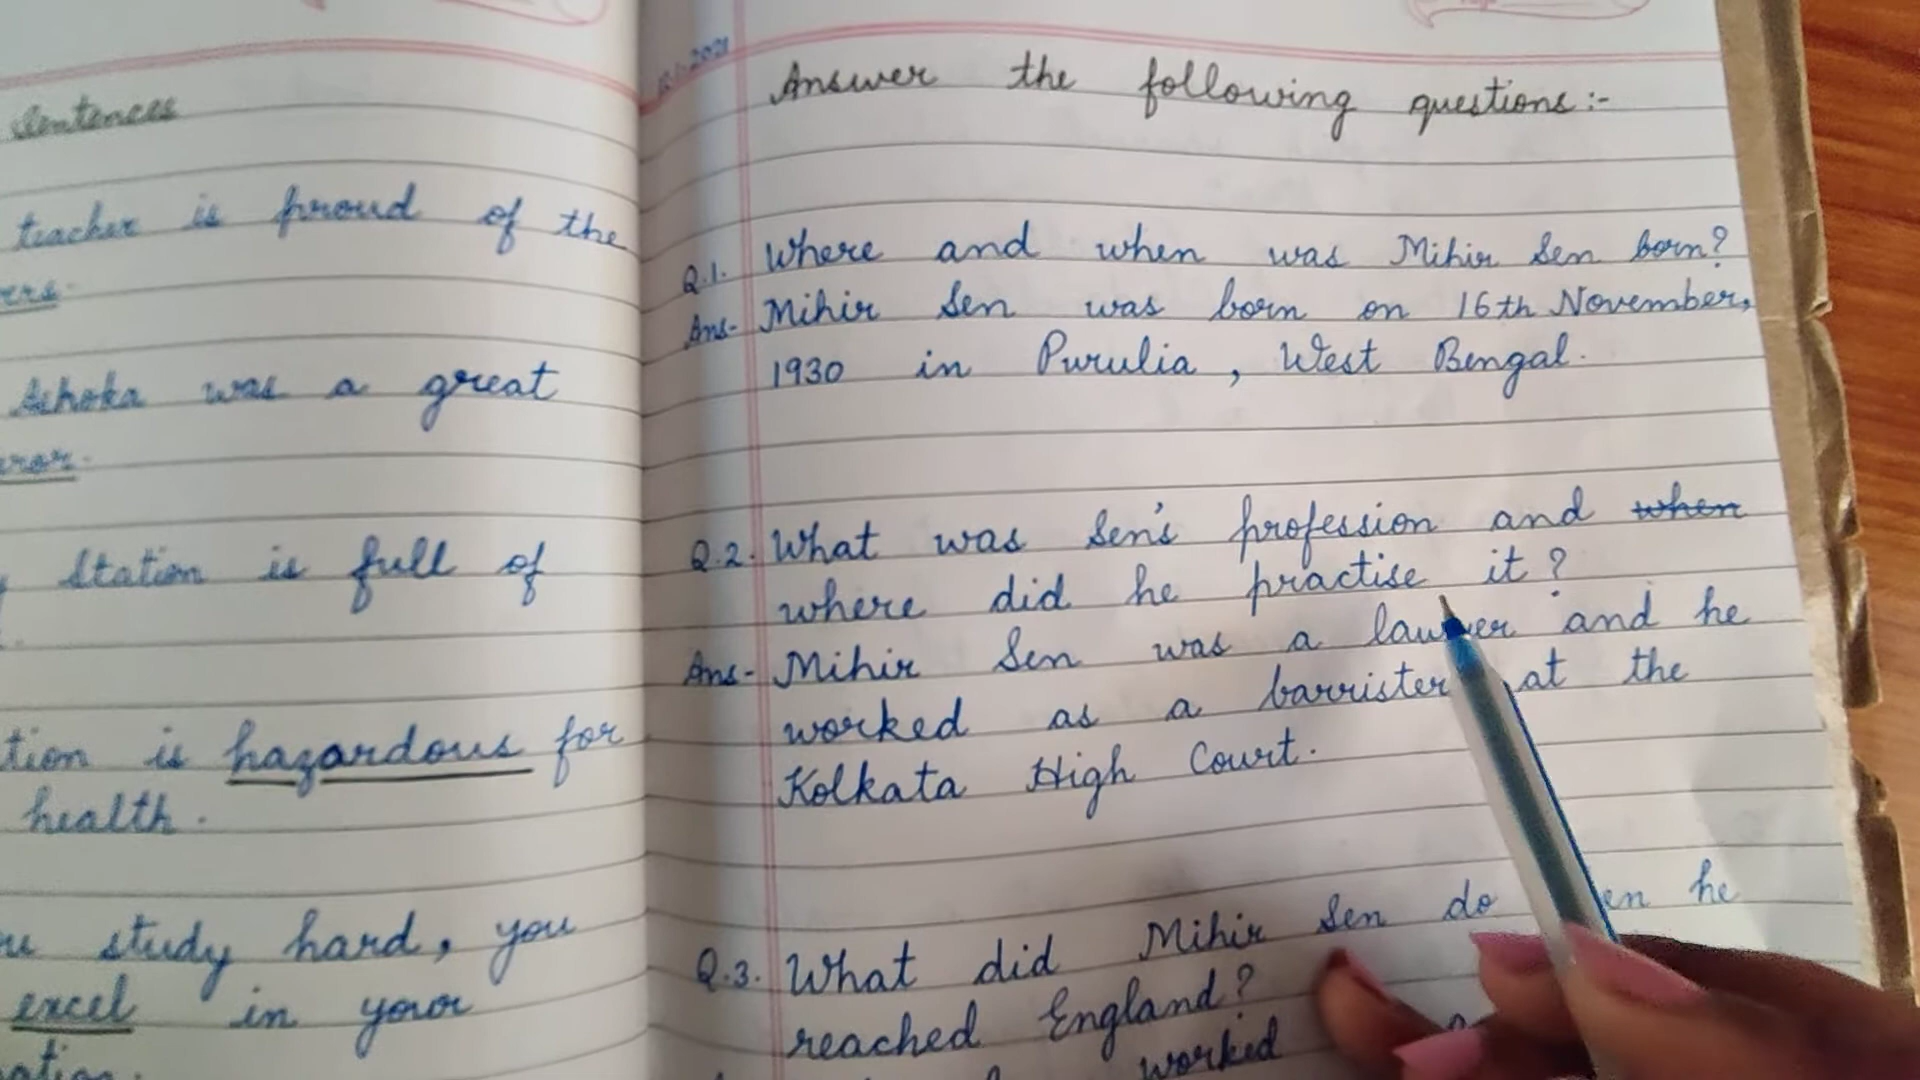 Sentences
teacher is proud of the
Ashoka was a great
Station is full of
is hazardous for
health.
study hard, you
excel in your
2021
Answer the following questions:-
Q.1. Where and when was Mihir Sen born?
Ans- Mihir Sen was born on 16th November,
1930 in Purulia, West Bengal.
Q.2. What was Sen's profession and when
where did he practise it?
Ans- Mihir Sen was a lawyer and he
worked as a barrister at the
Kolkata High Court.
Q.3. What did Mihir Sen do he
reached England?
worked